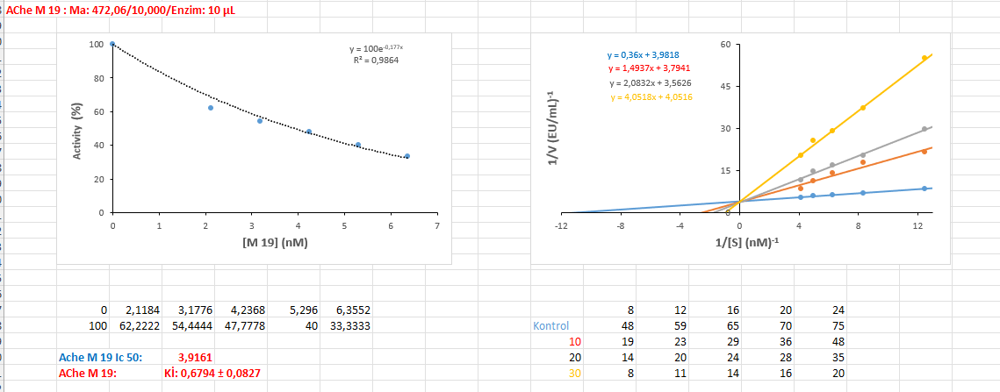 AChe M 19 : Ma: 472,06/10,000/Enzim: 10 µL
y = 100e-0,177x
R² = 0,9864
100
80
60
40
20
0
0 1 2 3 4 5 6 7
Activity (%)
[M 19] (nM)
y = 0,36x + 3,9818
y = 1,4937x + 3,7941
y = 2,0832x + 3,5626
y = 4,0518x + 4,0516
60
45
30
15
0
-12 -8 -4 0 4 8 12
1/V (EU/mL)-1
1/[S] (nM)-1
0 2,1184 3,1776 4,2368 5,296 6,3552
100 62,2222 54,4444 47,7778 40 33,3333
Ache M 19 Ic 50: 3,9161
AChe M 19: Kİ: 0,6794 ± 0,0827
8 12 16 20 24
Kontrol 48 59 65 70 75
10 19 23 29 36 48
20 14 20 24 28 35
30 8 11 14 16 20